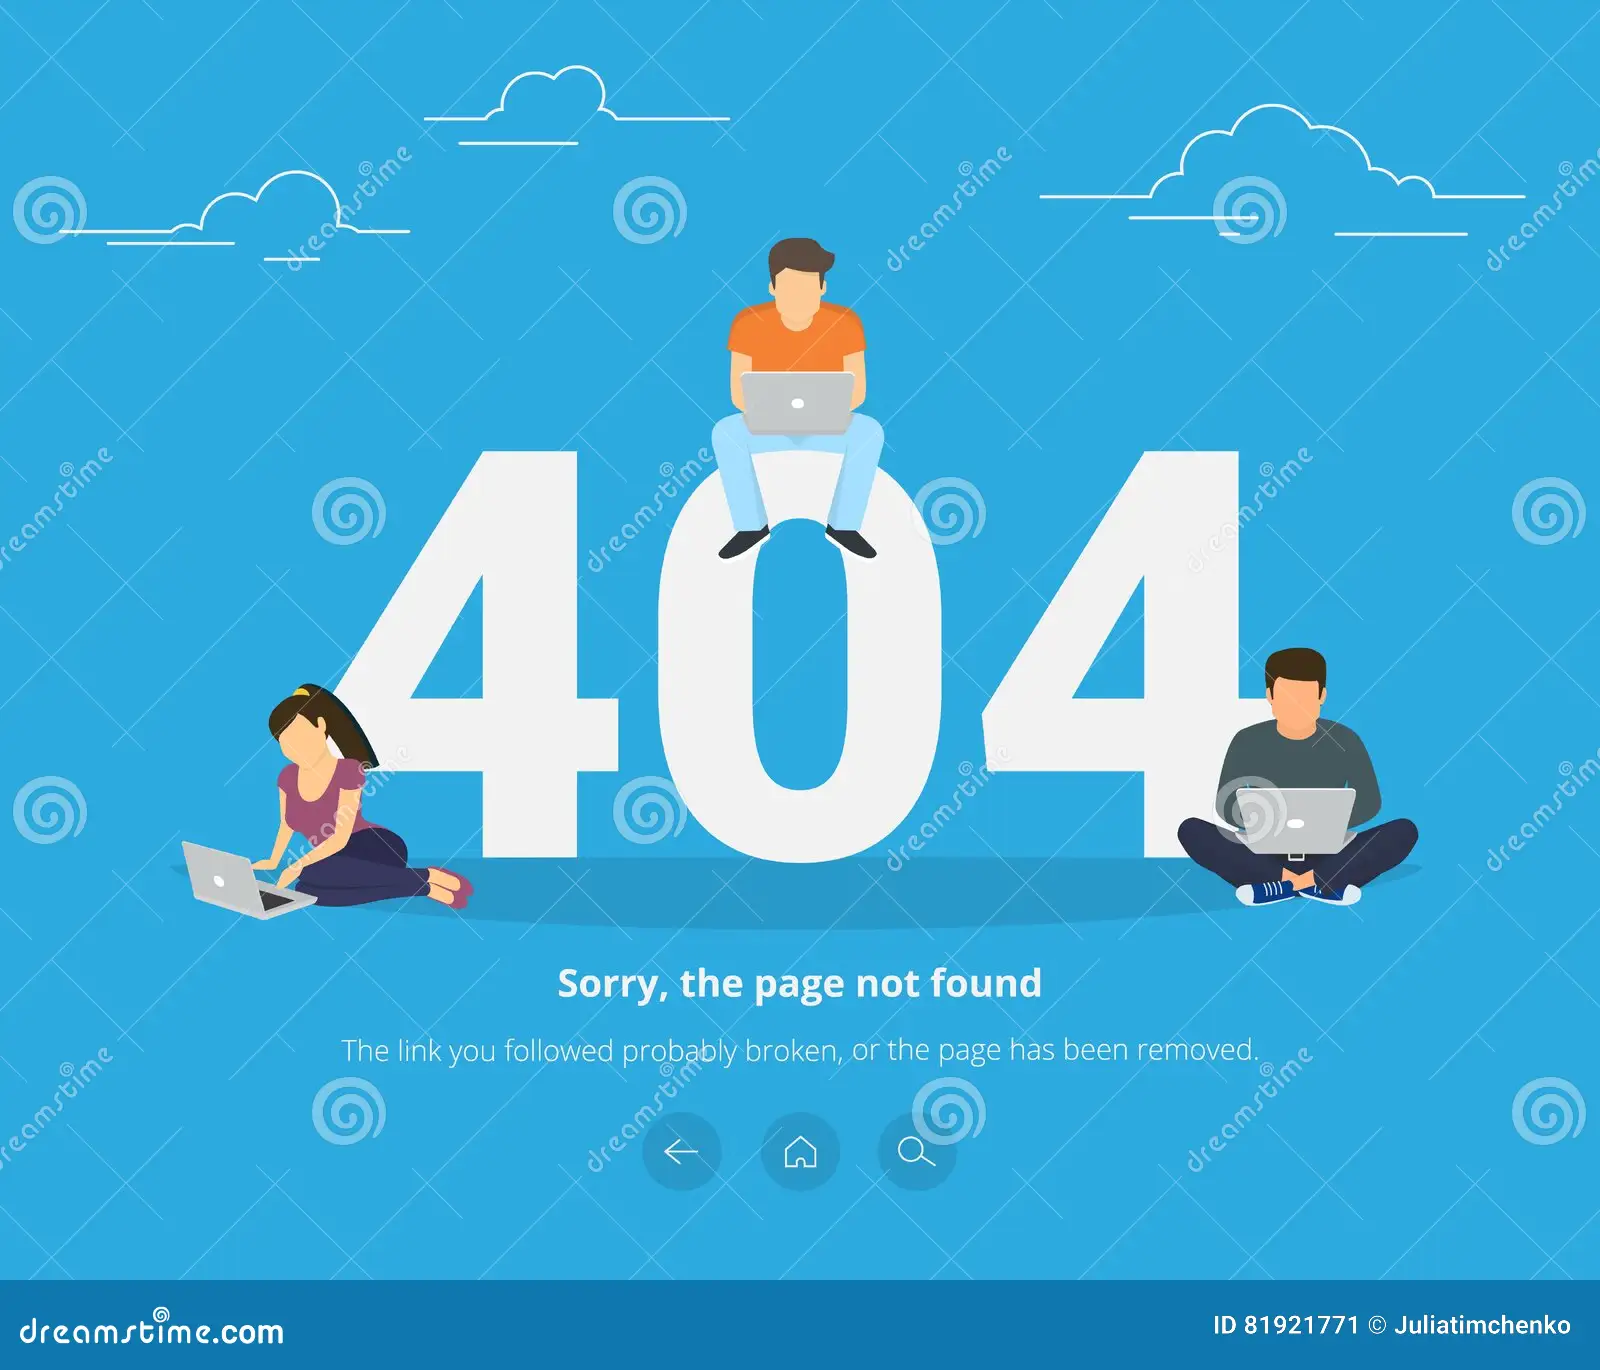 404
Sorry, the page not found
The link you followed probably broken, or the page has been removed.
dreamstime.com
ID 81921771 © Juliatimchenko